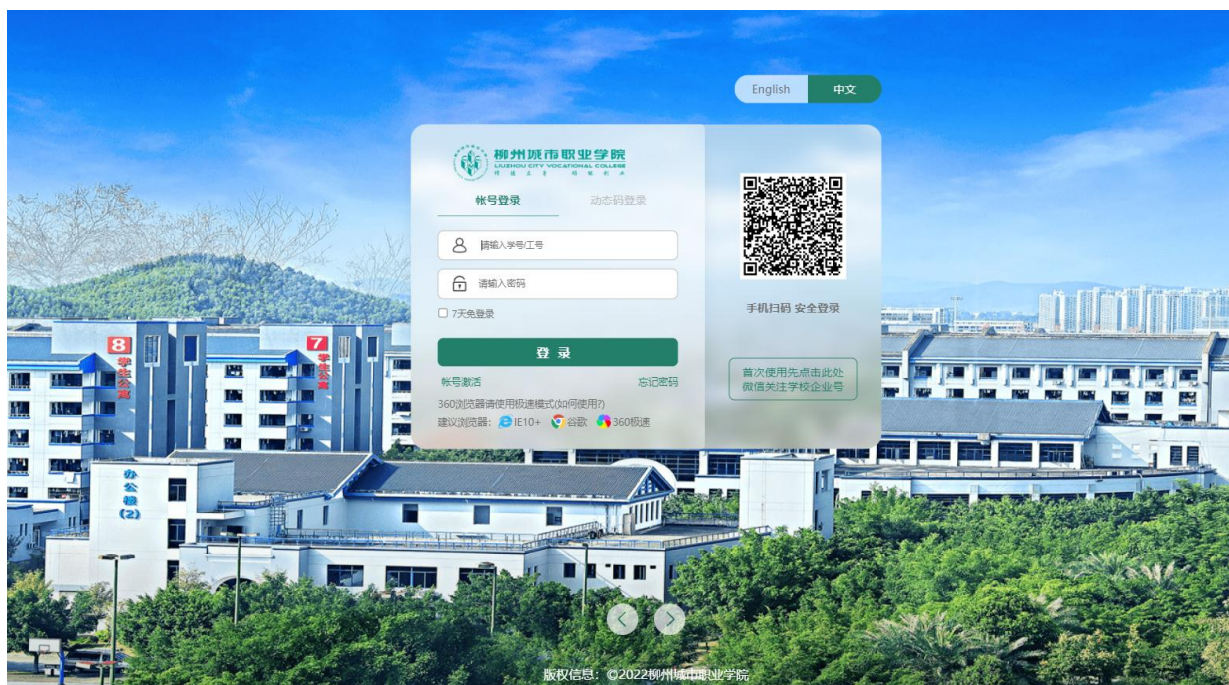 English 中文
柳州城市职业学院
LIUZHOU CITY VOCATIONAL COLLEGE
帐号登录 动态码登录
请输入学号/工号
请输入密码
7天免登录
登 录
帐号激活 忘记密码
360浏览器请使用极速模式(如何使用?)
建议浏览器: IE10+ 谷歌 360极速
手机扫码 安全登录
首次使用先点击此处
微信关注学校企业号
8
学生公寓
7
学生公寓
办公楼
(2)
版权信息：©2022柳州城市职业学院